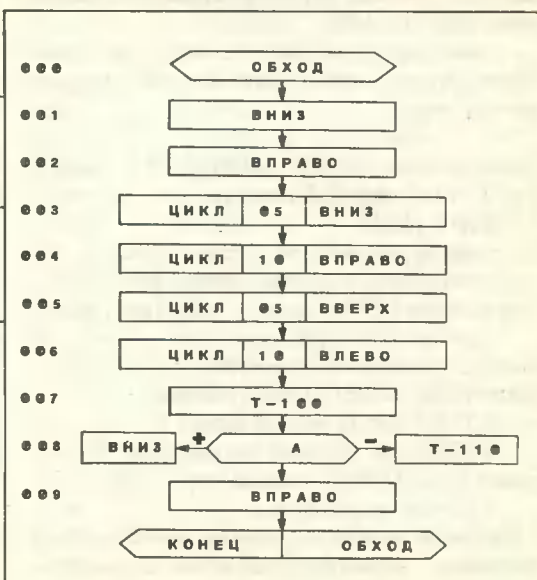 000 ОБХОД
001 ВНИЗ
002 ВПРАВО
003 ЦИКЛ 05 ВНИЗ
004 ЦИКЛ 10 ВПРАВО
005 ЦИКЛ 05 ВВЕРХ
006 ЦИКЛ 10 ВЛЕВО
007 Т-100
008 ВНИЗ + А - Т-110
009 ВПРАВО
КОНЕЦ ОБХОД